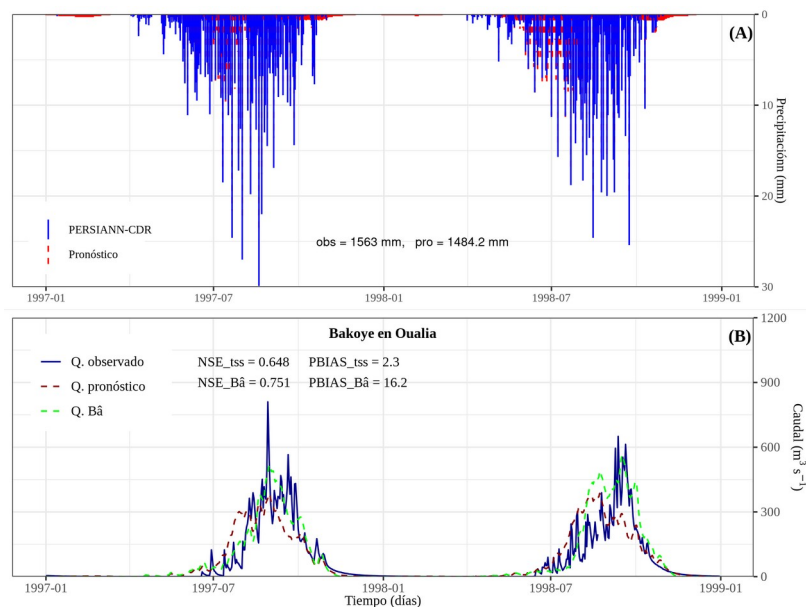 (A)
0
10
20
30
Precipitaciónn (mm)
PERSIANN-CDR
Pronóstico
obs = 1563 mm, pro = 1484.2 mm
1997-01
1997-07
1998-01
1998-07
1999-01
Bakoye en Oualia
(B)
Q. observado
Q. pronóstico
Q. Bâ
NSE_tss = 0.648 PBIAS_tss = 2.3
NSE_Bâ = 0.751 PBIAS_Bâ = 16.2
1200
900
600
300
0
Caudal (m³ s⁻¹)
1997-01
1997-07
1998-01
1998-07
1999-01
Tiempo (días)